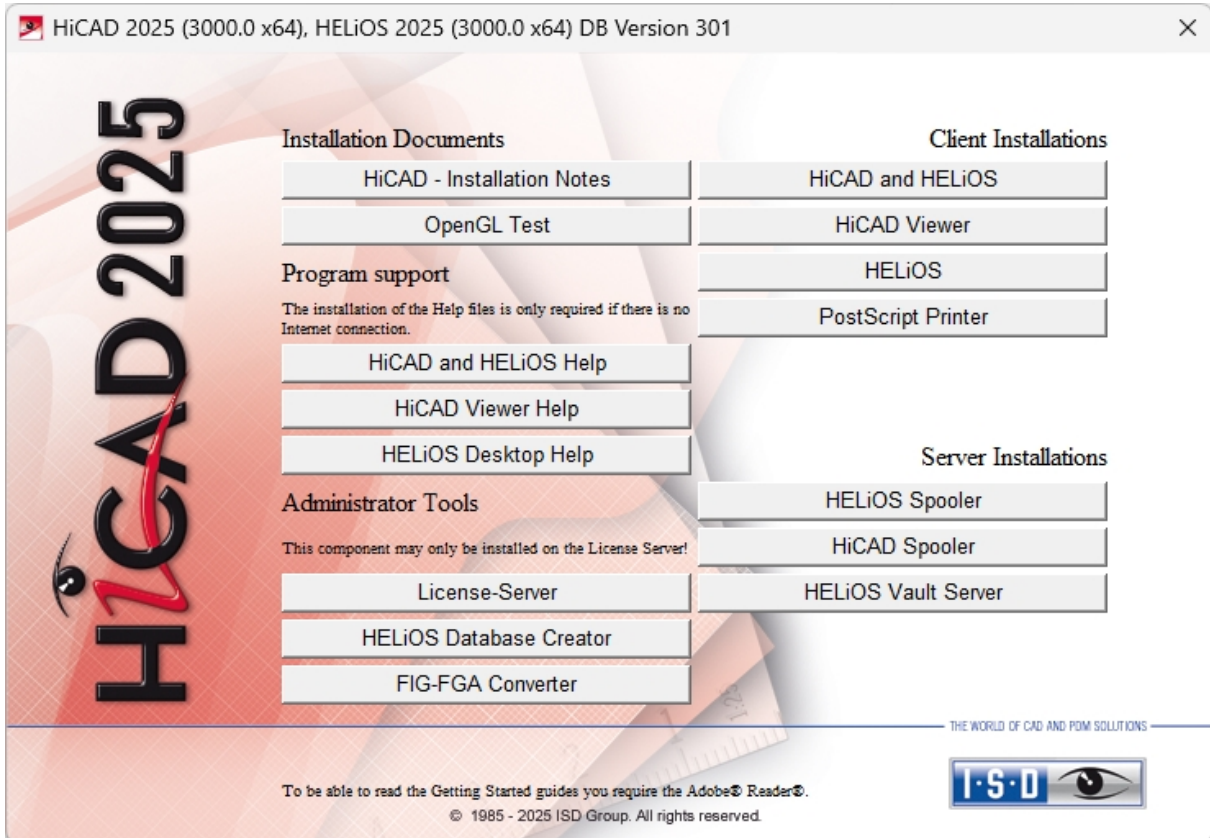 HiCAD 2025 (3000.0 x64), HELiOS 2025 (3000.0 x64) DB Version 301
HiCAD 2025
Installation Documents
HiCAD - Installation Notes
OpenGL Test
Program support
The installation of the Help files is only required if there is no
Internet connection.
HiCAD and HELiOS Help
HiCAD Viewer Help
HELiOS Desktop Help
Administrator Tools
This component may only be installed on the License Server!
License-Server
HELiOS Database Creator
FIG-FGA Converter
Client Installations
HiCAD and HELiOS
HiCAD Viewer
HELiOS
PostScript Printer
Server Installations
HELiOS Spooler
HiCAD Spooler
HELiOS Vault Server
THE WORLD OF CAD AND PDM SOLUTIONS
I·S·D
To be able to read the Getting Started guides you require the Adobe® Reader®.
© 1985 - 2025 ISD Group. All rights reserved.